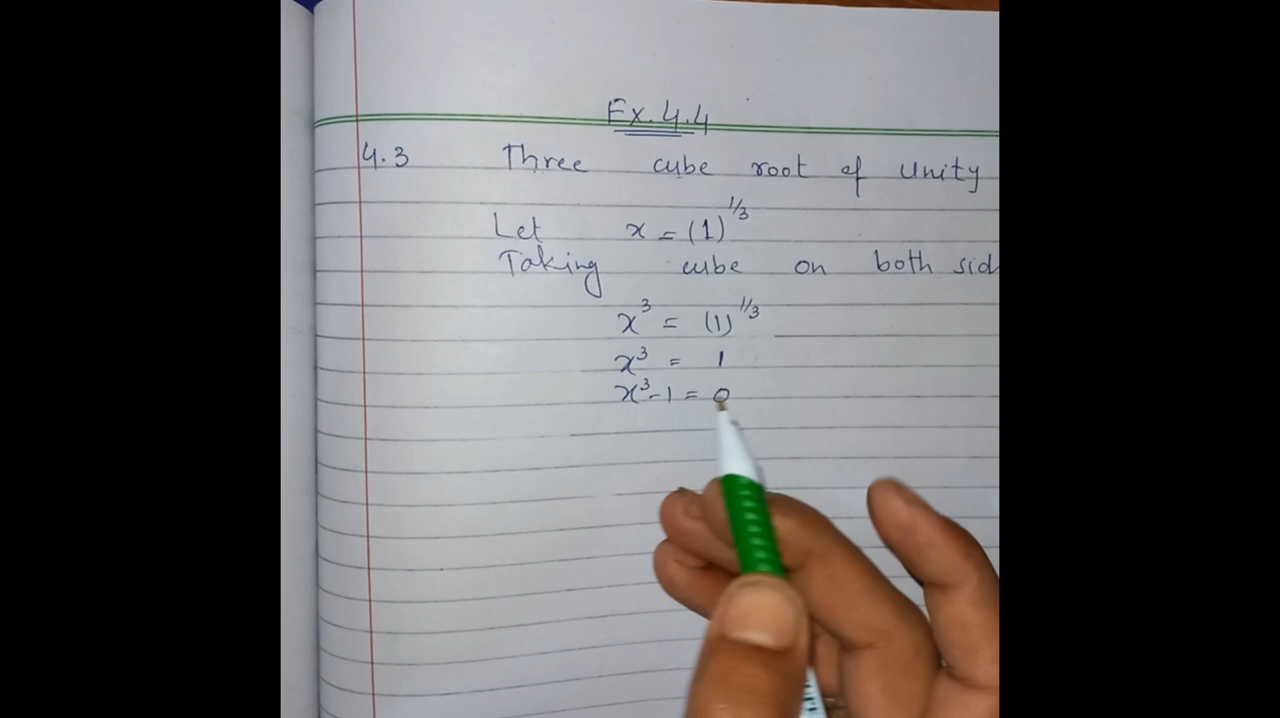 Ex.4.4
4.3 Three cube root of Unity
Let x = (1)^1/3
Taking cube on both sid
x^3 = (1)^1/3
x^3 = 1
x^3-1 = 0